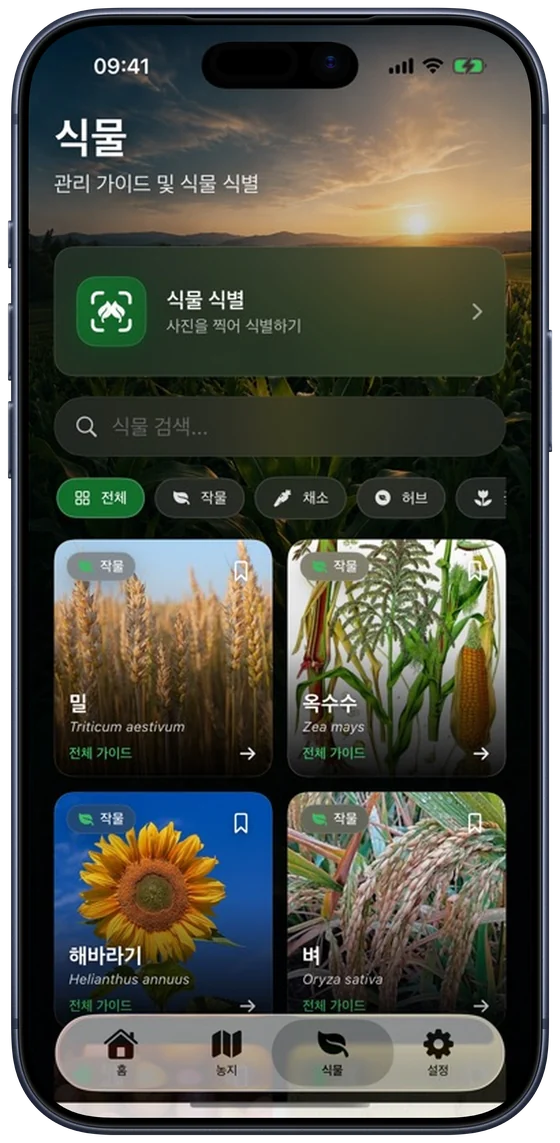 09:41
식물
관리 가이드 및 식물 식별
식물 식별
사진을 찍어 식별하기
식물 검색...
전체
작물
채소
허브
작물
작물
밀
Triticum aestivum
전체 가이드
옥수수
Zea mays
전체 가이드
작물
작물
해바라기
Helianthus annuus
전체 가이드
벼
Oryza sativa
전체 가이드
홈
농지
식물
설정